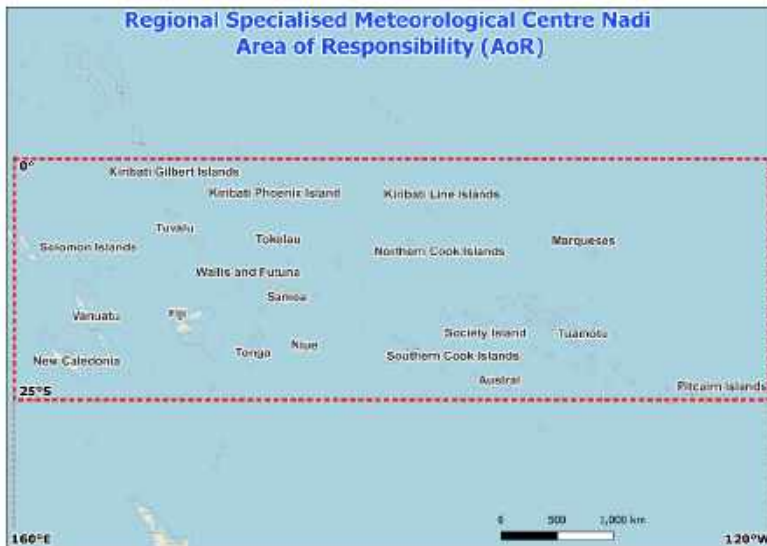 Regional Specialised Meteorological Centre Nadi
Area of Responsibility (AoR)
0°
Kiribati Gilbert Islands
Kiribati Phoenix Island
Kiribati Line Islands
Tuvalu
Solomon Islands
Tokelau
Northern Cook Islands
Marqueses
Wallis and Futuna
Samoa
Vanuatu
Fiji
Society Island
Tuamotu
Tonga
Niue
New Caledonia
Southern Cook Islands
Austral
25°S
Pitcairn Islands
0 500 1,000 km
160°E
120°W